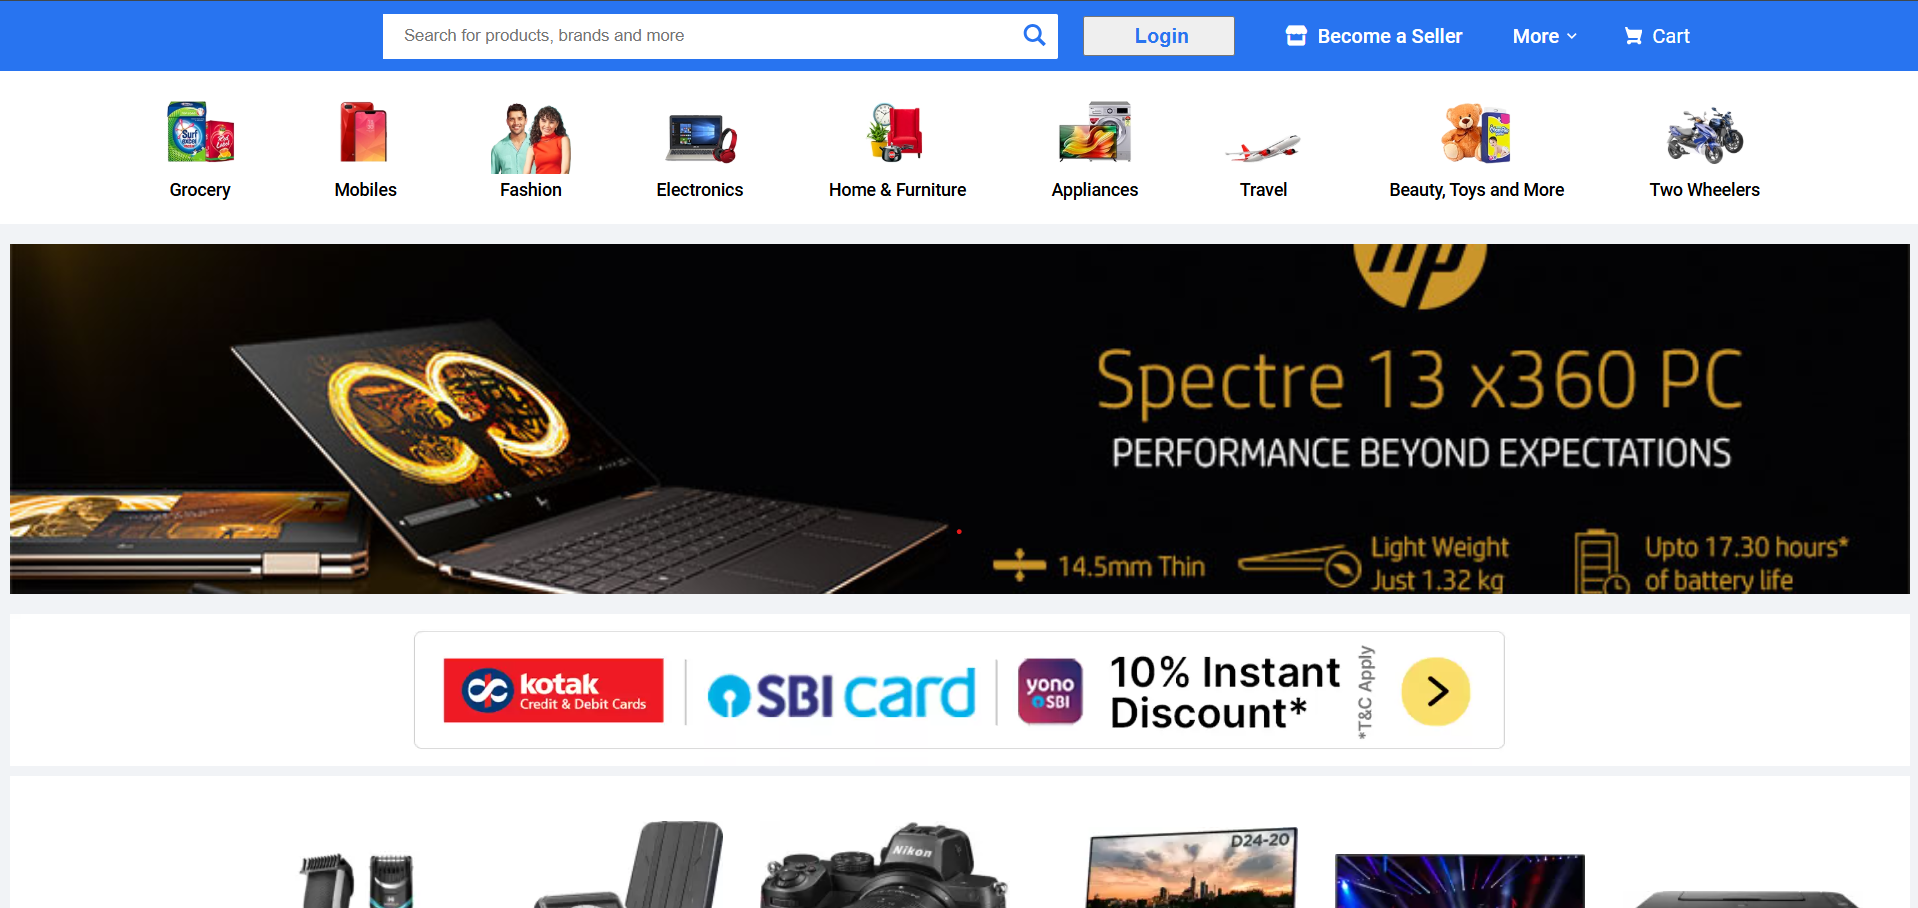 Search for products, brands and more
Login
Become a Seller
More
Cart
Surf
excel
Grocery
Mobiles
Fashion
Electronics
Home & Furniture
Appliances
Travel
Beauty, Toys and More
Two Wheelers
hp
Spectre 13 x360 PC
PERFORMANCE BEYOND EXPECTATIONS
14.5mm Thin
Light Weight
Just 1.32 kg
Upto 17.30 hours*
of battery life
kotak
Credit & Debit Cards
SBI card
yono
SBI
10% Instant
Discount*
*T&C Apply
Nikon
D24-20